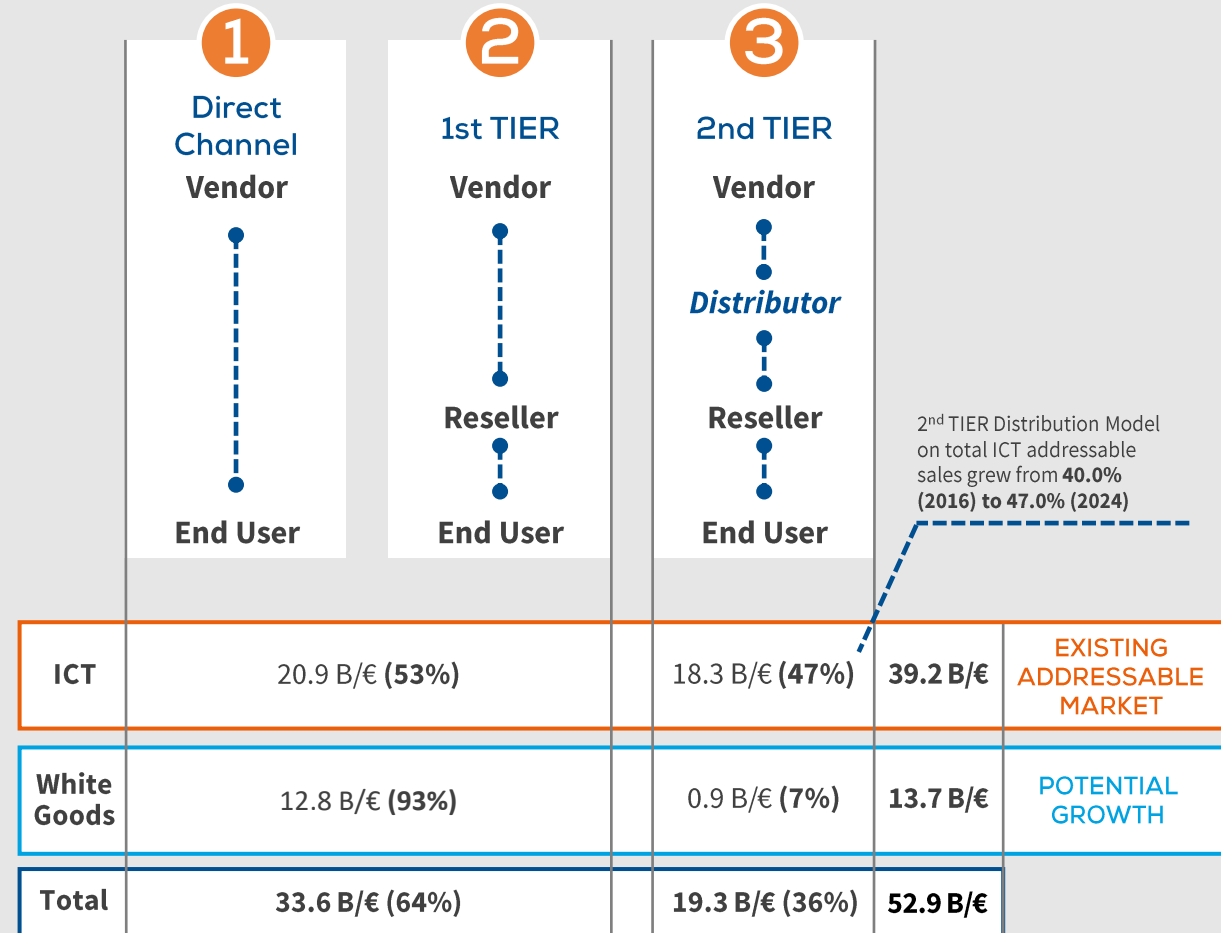 1
Direct
Channel
Vendor
End User
2
1st TIER
Vendor
Reseller
End User
3
2nd TIER
Vendor
Distributor
Reseller
End User
2nd TIER Distribution Model
on total ICT addressable
sales grew from 40.0%
(2016) to 47.0% (2024)
ICT
20.9 B/€ (53%)
18.3 B/€ (47%)
39.2 B/€
EXISTING
ADDRESSABLE
MARKET
White
Goods
12.8 B/€ (93%)
0.9 B/€ (7%)
13.7 B/€
POTENTIAL
GROWTH
Total
33.6 B/€ (64%)
19.3 B/€ (36%)
52.9 B/€